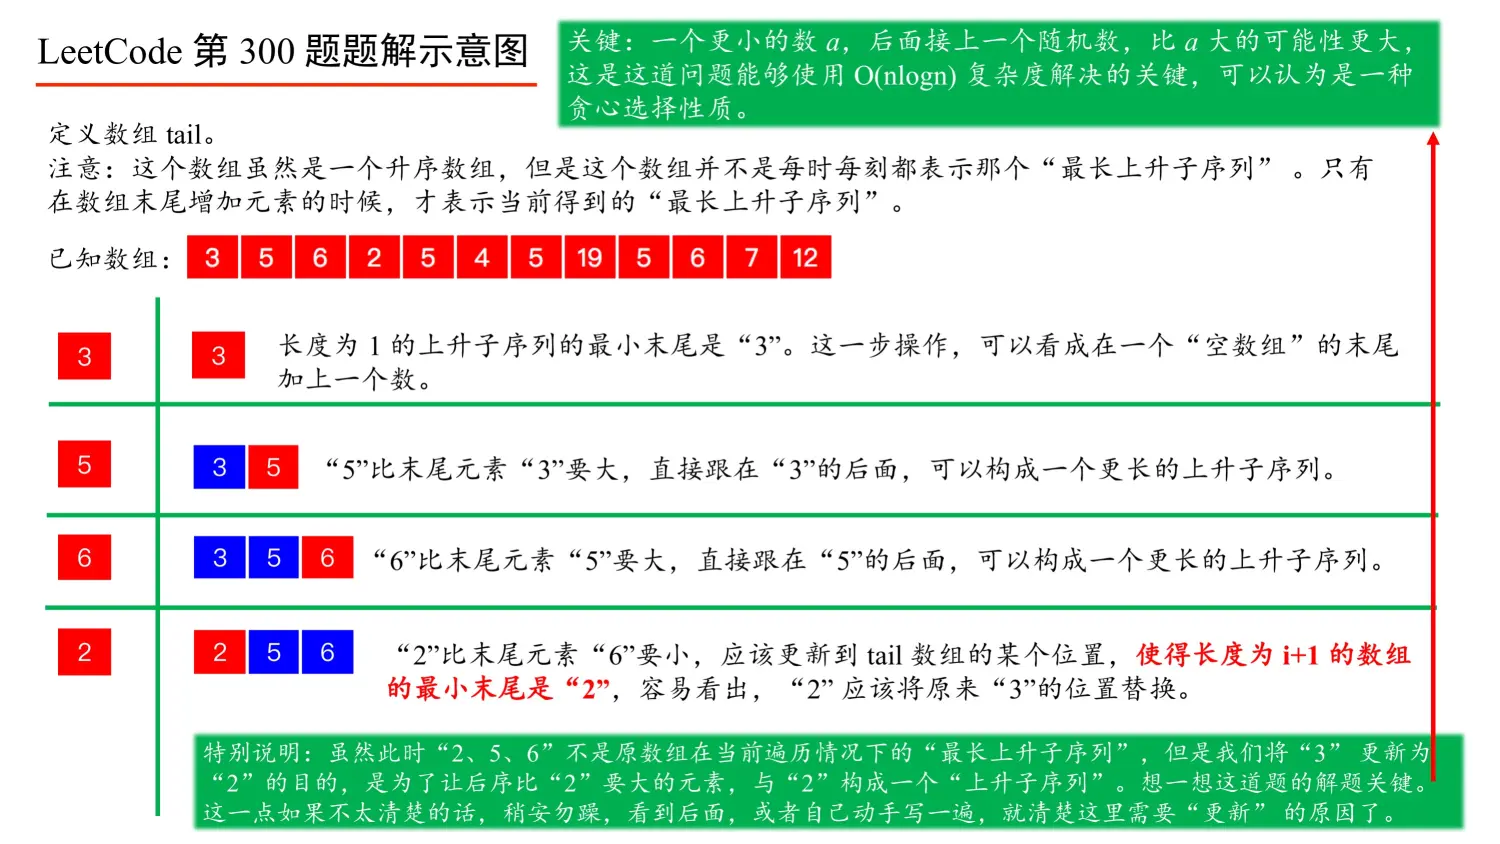 LeetCode 第 300 题题解示意图
关键：一个更小的数 a，后面接上一个随机数，比 a 大的可能性更大，
这是这道问题能够使用 O(nlogn) 复杂度解决的关键，可以认为是一种
贪心选择性质。
定义数组 tail。
注意：这个数组虽然是一个升序数组，但是这个数组并不是每时每刻都表示那个“最长上升子序列” 。只有
在数组末尾增加元素的时候，才表示当前得到的“最长上升子序列”。
已知数组： 3 5 6 2 5 4 5 19 5 6 7 12
3 3 长度为 1 的上升子序列的最小末尾是“3”。这一步操作，可以看成在一个“空数组”的末尾
加上一个数。
5 3 5 “5”比末尾元素“3”要大，直接跟在“3”的后面，可以构成一个更长的上升子序列。
6 3 5 6 “6”比末尾元素“5”要大，直接跟在“5”的后面，可以构成一个更长的上升子序列。
2 2 5 6 “2”比末尾元素“6”要小，应该更新到 tail 数组的某个位置，使得长度为 i+1 的数组
的最小末尾是“2”，容易看出，“2” 应该将原来“3”的位置替换。
特别说明：虽然此时“2、5、6”不是原数组在当前遍历情况下的“最长上升子序列”，但是我们将“3” 更新为
“2”的目的，是为了让后序比“2”要大的元素，与“2”构成一个“上升子序列”。想一想这道题的解题关键。
这一点如果不太清楚的话，稍安勿躁，看到后面，或者自己动手写一遍，就清楚这里需要“更新” 的原因了。